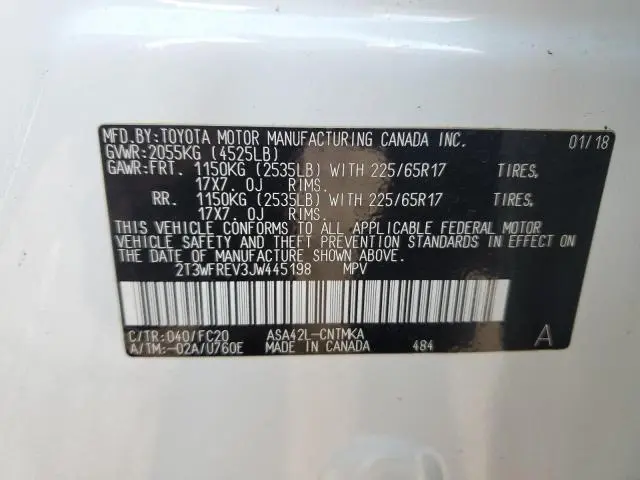 MFD.BY:TOYOTA MOTOR MANUFACTURING CANADA INC. 01/18
GVWR:2055KG (4525LB)
GAWR:FRT. 1150KG (2535LB) WITH 225/65R17 TIRES,
17X7.0J RIMS.
RR. 1150KG (2535LB) WITH 225/65R17 TIRES,
17X7.0J RIMS.
THIS VEHICLE CONFORMS TO ALL APPLICABLE FEDERAL MOTOR
VEHICLE SAFETY AND THEFT PREVENTION STANDARDS IN EFFECT ON
THE DATE OF MANUFACTURE SHOWN ABOVE.
2T3WFREV3JW445198 MPV
C/TR:040/FC20 ASA42L-CNTMKA
A/TM:-02A/U760E MADE IN CANADA 484 A